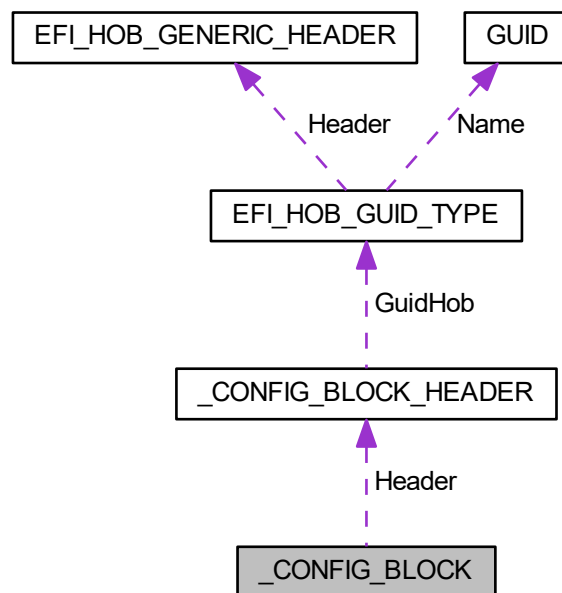 EFI_HOB_GENERIC_HEADER
GUID
Header
Name
EFI_HOB_GUID_TYPE
GuidHob
_CONFIG_BLOCK_HEADER
Header
_CONFIG_BLOCK